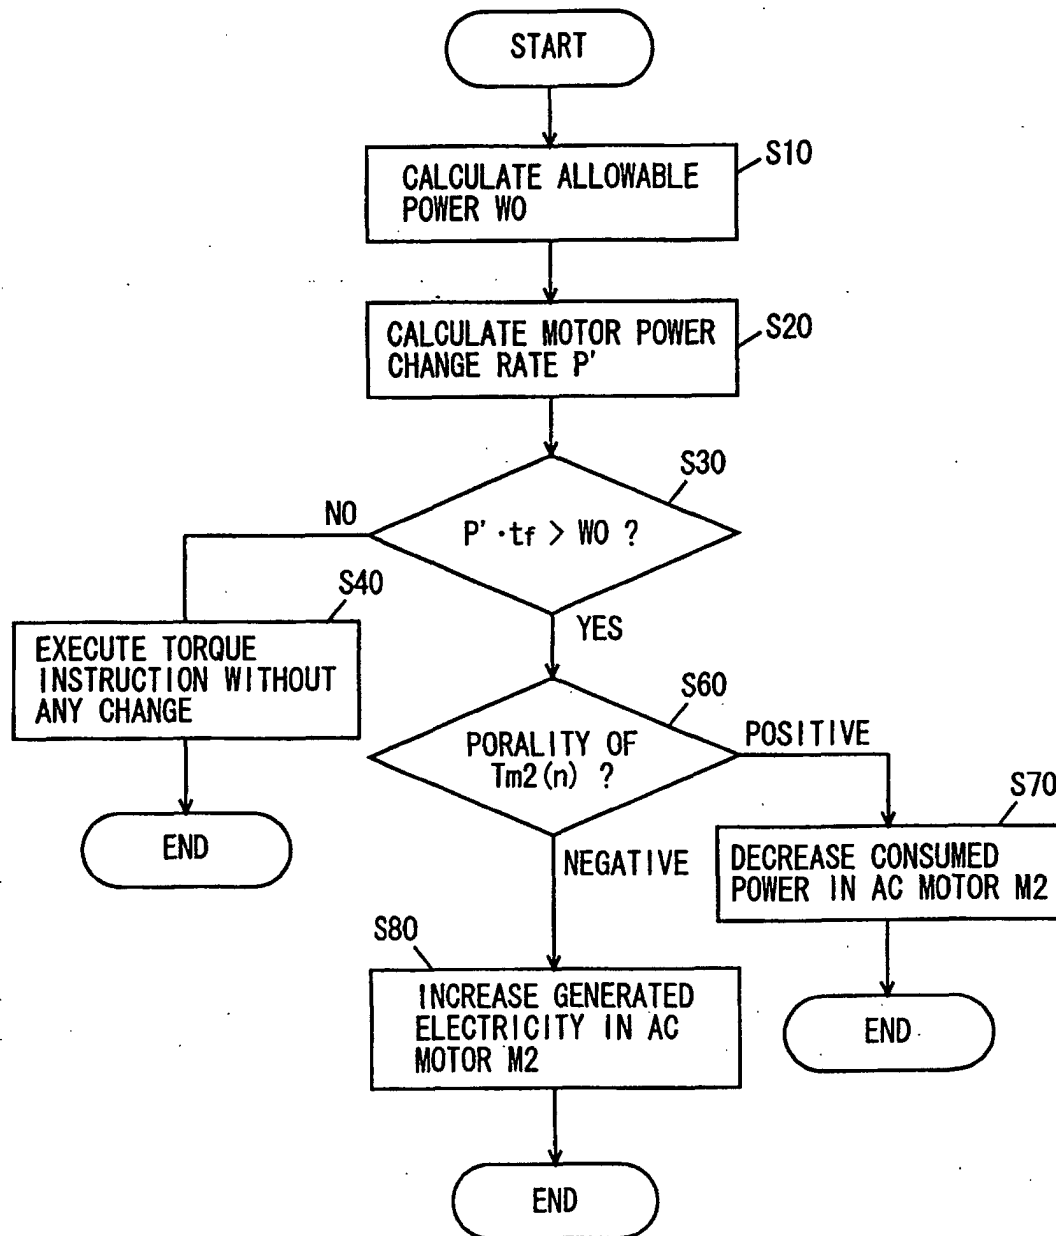 START
S10
CALCULATE ALLOWABLE
POWER WO
S20
CALCULATE MOTOR POWER
CHANGE RATE P'
S30
NO
P'·tf > WO ?
S40
YES
EXECUTE TORQUE
INSTRUCTION WITHOUT
ANY CHANGE
S60
POSITIVE
PORALITY OF
Tm2(n) ?
S70
END
NEGATIVE
DECREASE CONSUMED
POWER IN AC MOTOR M2
S80
INCREASE GENERATED
ELECTRICITY IN AC
MOTOR M2
END
END